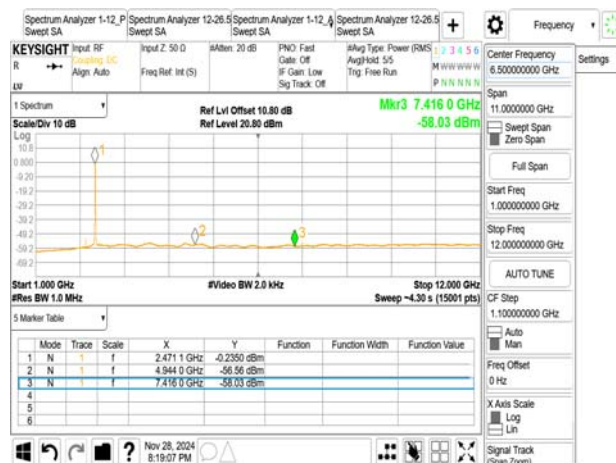 Spectrum Analyzer 1-12_P Spectrum Analyzer 12-26.5 Spectrum Analyzer 1-12_A Spectrum Analyzer 12-26.5
Swept SA Swept SA Swept SA Swept SA
+
Frequency
KEYSIGHT Input: RF Input Z: 50 Ω #Atten: 20 dB PNO: Fast #Avg Type: Power (RMS 1 2 3 4 5 6
R Coupling: DC Gate: Off Avg|Hold: 5/5 M W W W W W
Align: Auto Freq Ref: Int (S) IF Gain: Low Trig: Free Run
Sig Track: Off P N N N N N
LXI
1 Spectrum
Ref Lvl Offset 10.80 dB Mkr3 7.416 0 GHz
Scale/Div 10 dB Ref Level 20.80 dBm -58.03 dBm
Log
10.8
0.800
-9.20
-19.2
-29.2
-39.2
-49.2
-59.2
-69.2
1
2
3
Start 1.000 GHz #Video BW 2.0 kHz Stop 12.000 GHz
#Res BW 1.0 MHz Sweep ~4.30 s (15001 pts)
5 Marker Table
Mode Trace Scale X Y Function Function Width Function Value
1 N 1 f 2.471 1 GHz -0.2350 dBm
2 N 1 f 4.944 0 GHz -56.56 dBm
3 N 1 f 7.416 0 GHz -58.03 dBm
4
5
6
?
Nov 28, 2024
8:19:07 PM
Center Frequency
6.500000000 GHz
Settings
Span
11.0000000 GHz
Swept Span
Zero Span
Full Span
Start Freq
1.000000000 GHz
Stop Freq
12.000000000 GHz
AUTO TUNE
CF Step
1.100000000 GHz
Auto
Man
Freq Offset
0 Hz
X Axis Scale
Log
Lin
Signal Track
(Span Zoom)